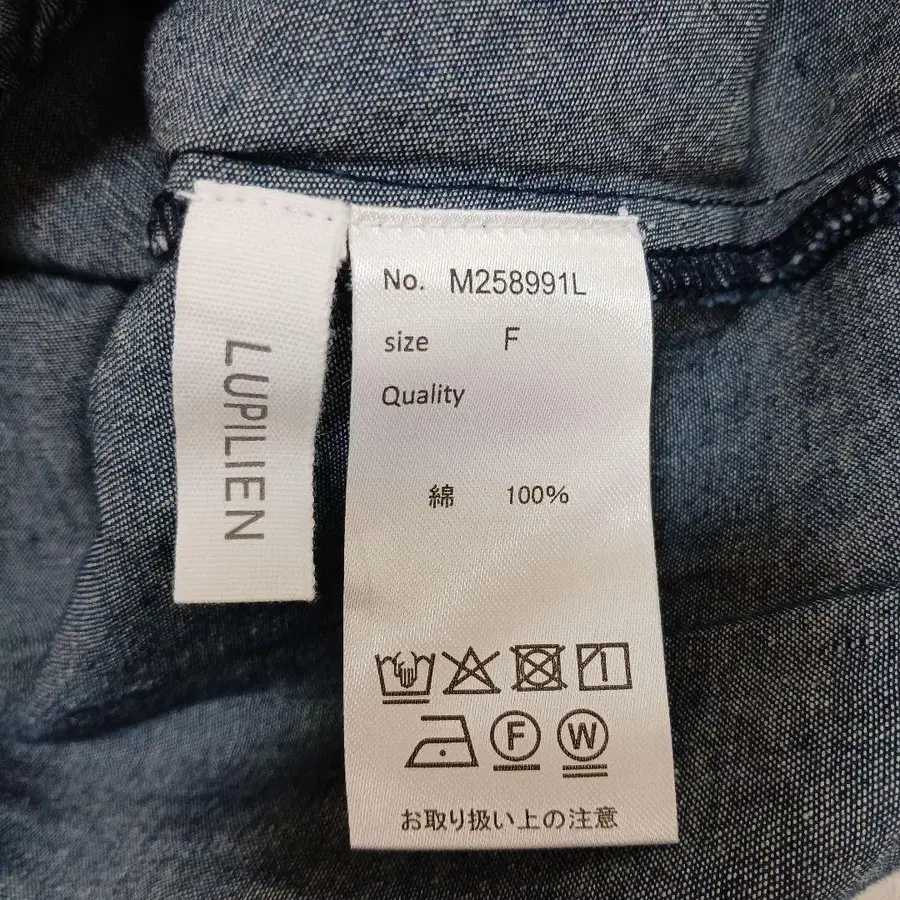 LUPILIEN
No. M258991L
size F
Quality
綿 100%
F W
お取り扱い上の注意